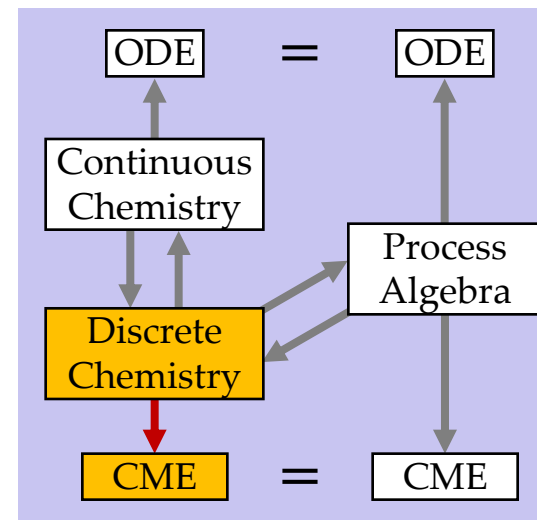 ODE = ODE
Continuous
Chemistry
Process
Algebra
Discrete
Chemistry
CME = CME